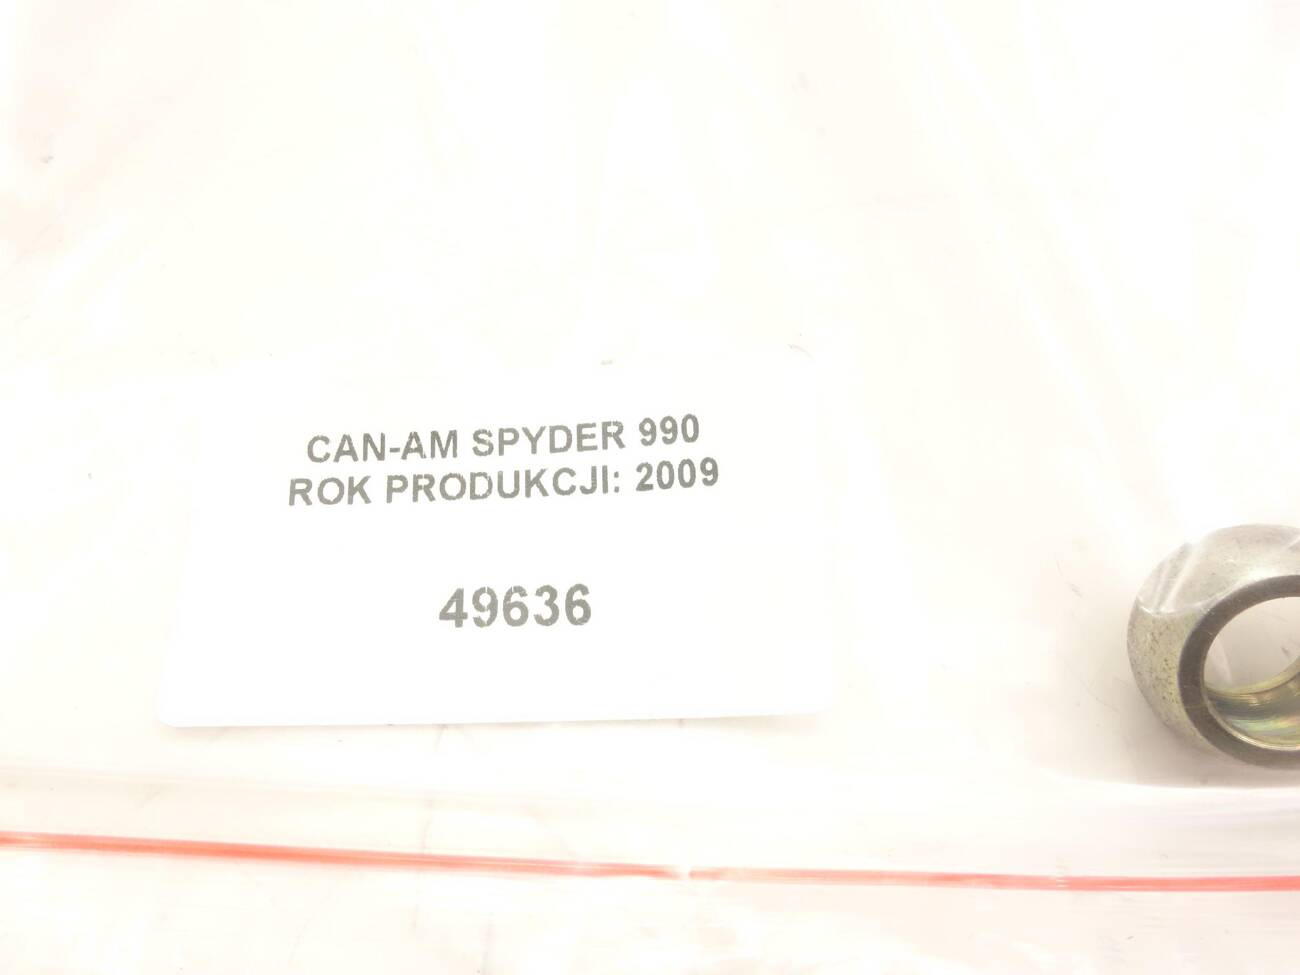 CAN-AM SPYDER 990
ROK PRODUKCJI: 2009
49636